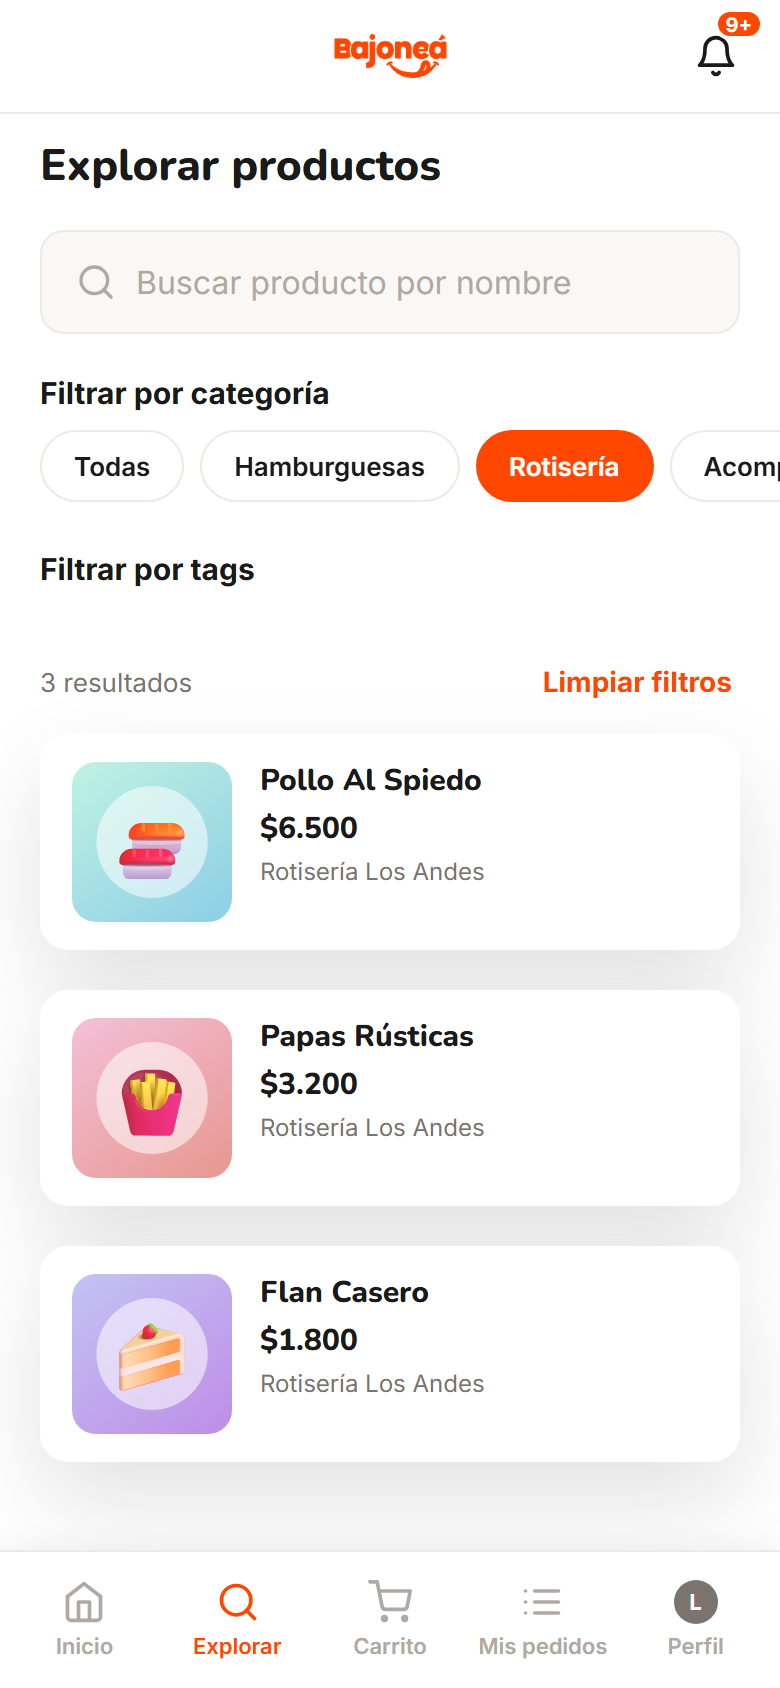 Bajoneá
9+
Explorar productos
Buscar producto por nombre
Filtrar por categoría
Todas Hamburguesas Rotisería Acomp
Filtrar por tags
3 resultados Limpiar filtros
Pollo Al Spiedo
$6.500
Rotisería Los Andes
Papas Rústicas
$3.200
Rotisería Los Andes
Flan Casero
$1.800
Rotisería Los Andes
L
Inicio Explorar Carrito Mis pedidos Perfil